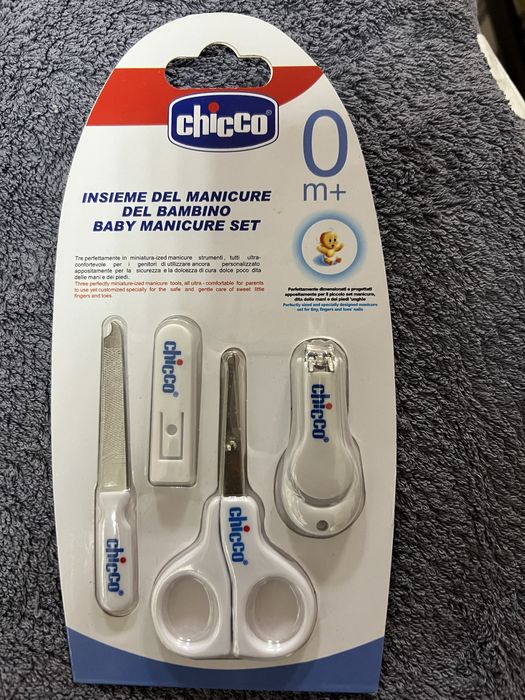 chicco
0
m+
INSIEME DEL MANICURE
DEL BAMBINO
BABY MANICURE SET
Tre perfettamente in miniatura-ized manicure strumenti, tutti ultra-
confortevole per i genitori di utilizzare ancora personalizzato
appositamente per la sicurezza e la dolcezza di cura dolce poco dita
delle mani e dei piedi.
Three perfectly miniature-ized manicure tools, all ultra - comfortable for parents
to use yet customized specially for the safe and gentle care of sweet little
fingers and toes.
Perfettamente dimensionati e progettati
appositamente per il piccolo set manicure,
dita delle mani e dei piedi 'unghie
Perfectly sized and specially designed manicure
set for tiny, fingers and toes' nails
chicco
chicco
chicco
chicco